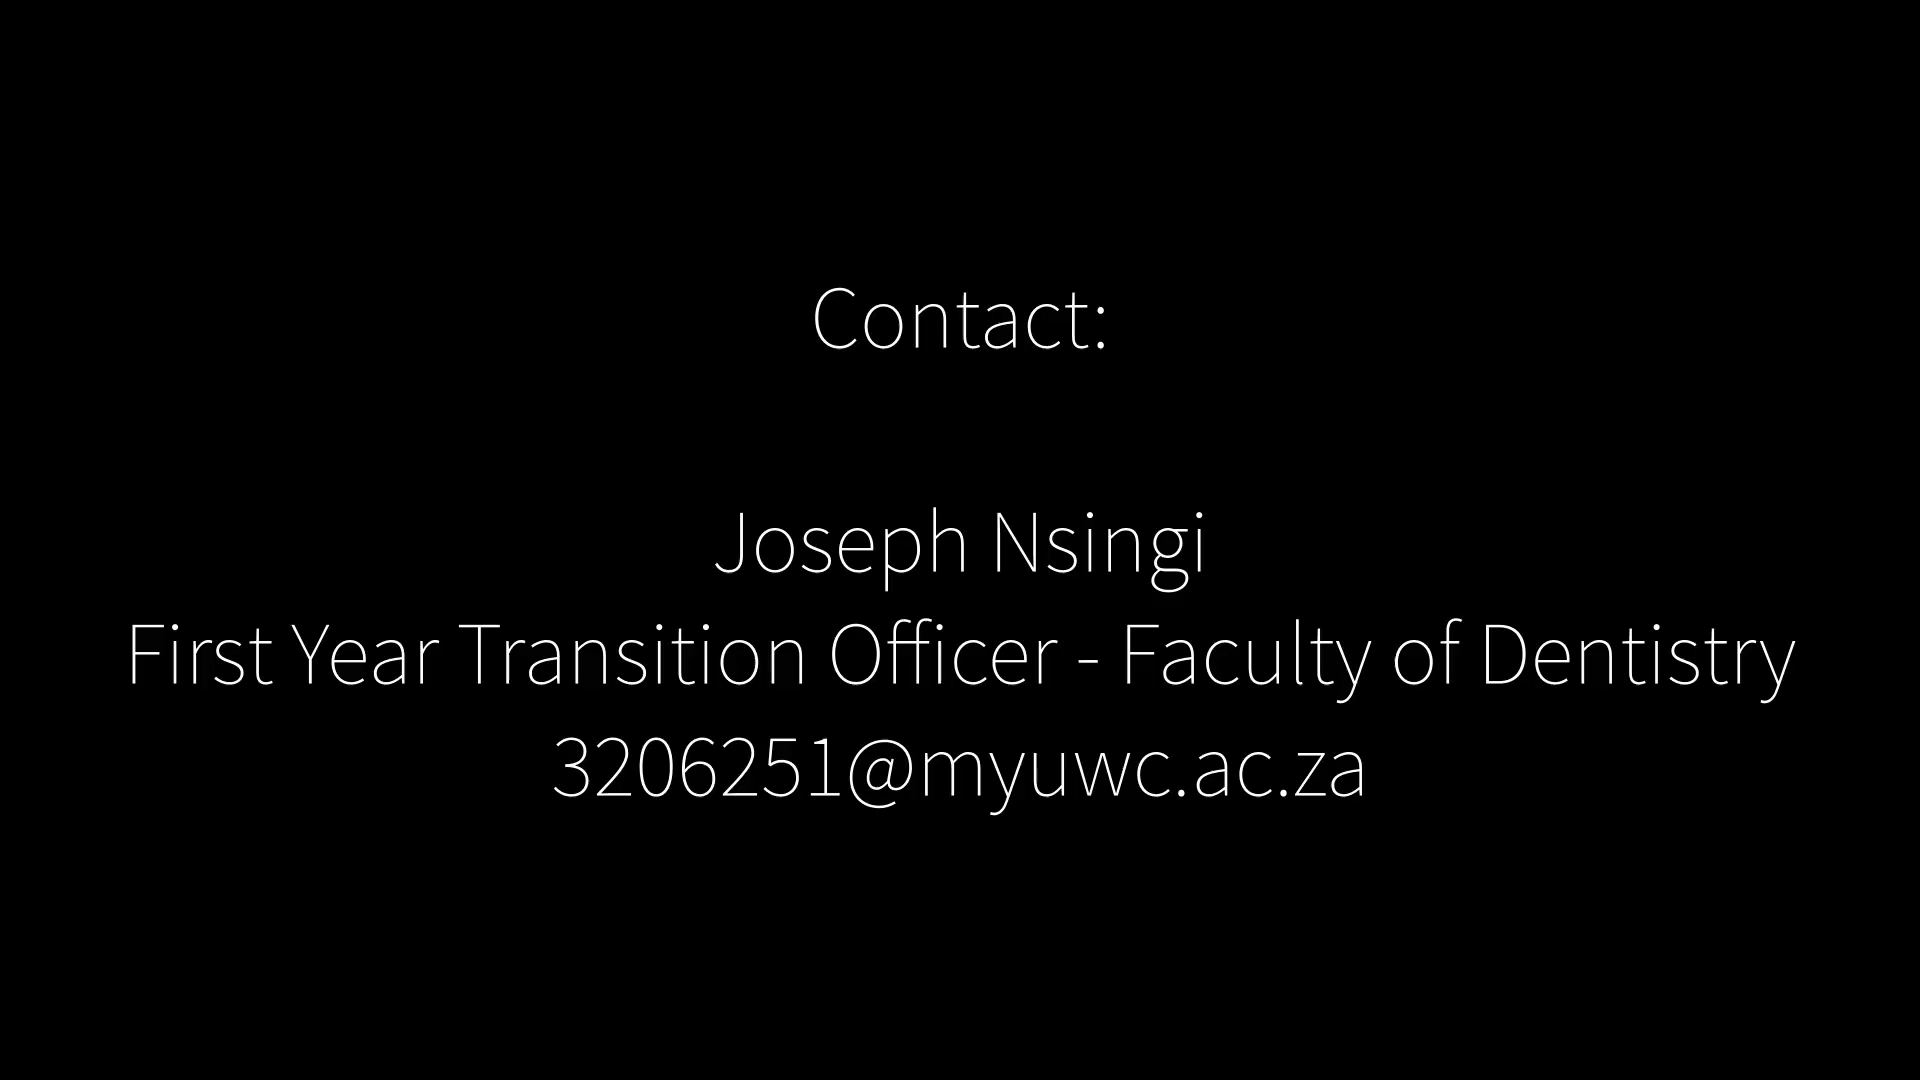 Contact:
Joseph Nsingi
First Year Transition Officer - Faculty of Dentistry
3206251@myuwc.ac.za